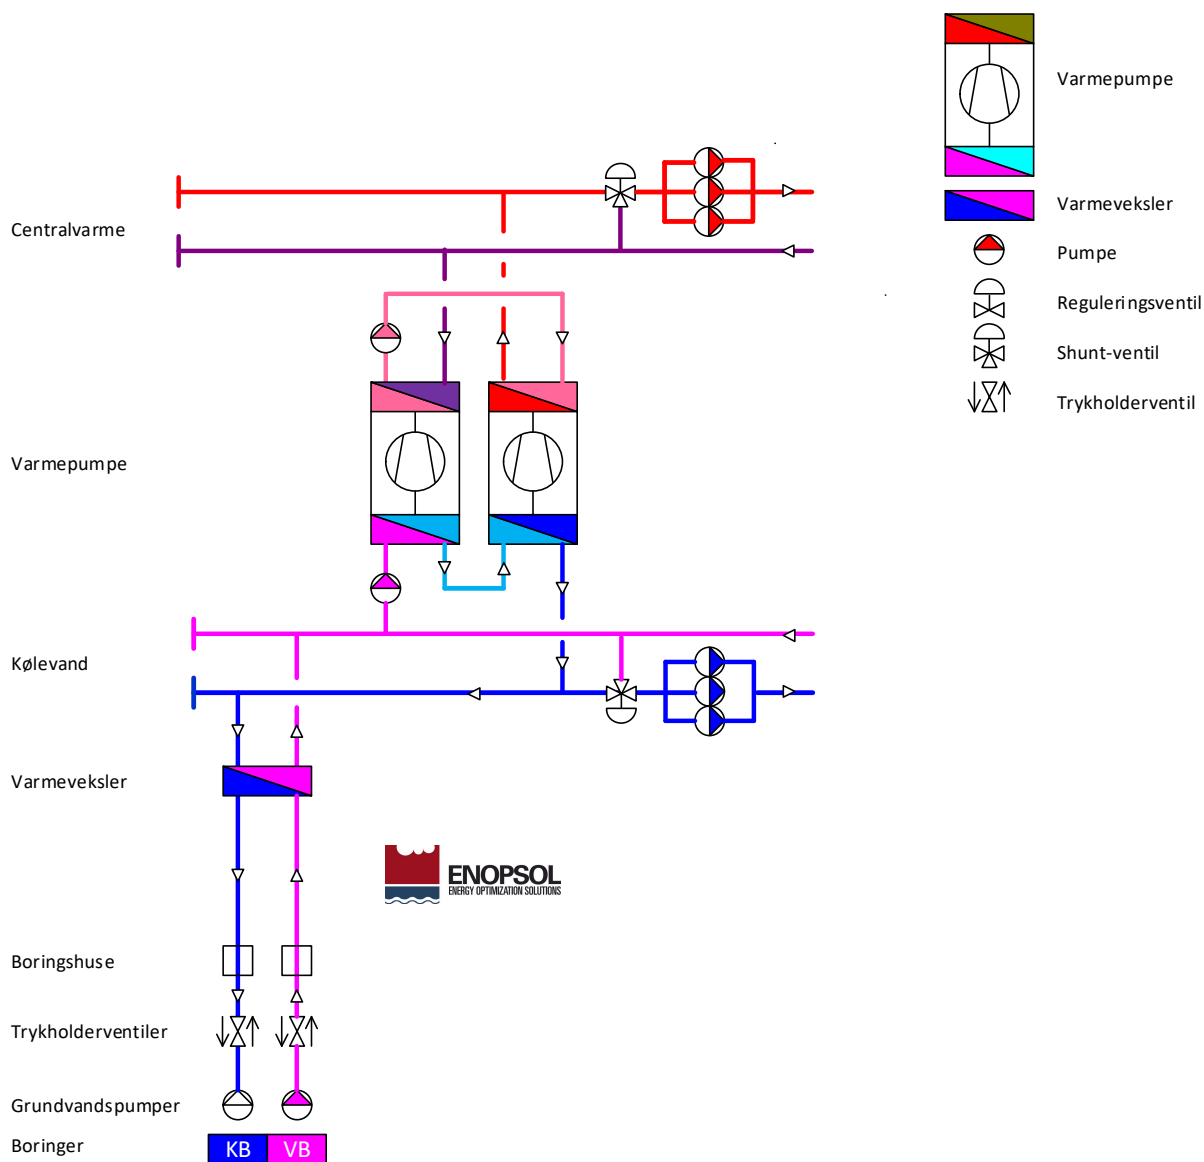 Varmepumpe
Varmeveksler
Pumpe
Reguleringsventil
Shunt-ventil
Trykholderventil
Centralvarme
Varmepumpe
Kølevand
Varmeveksler
ENOPSOL
ENERGY OPTIMIZATION SOLUTIONS
Boringshuse
Trykholderventiler
Grundvandspumper
Boringer
KB VB